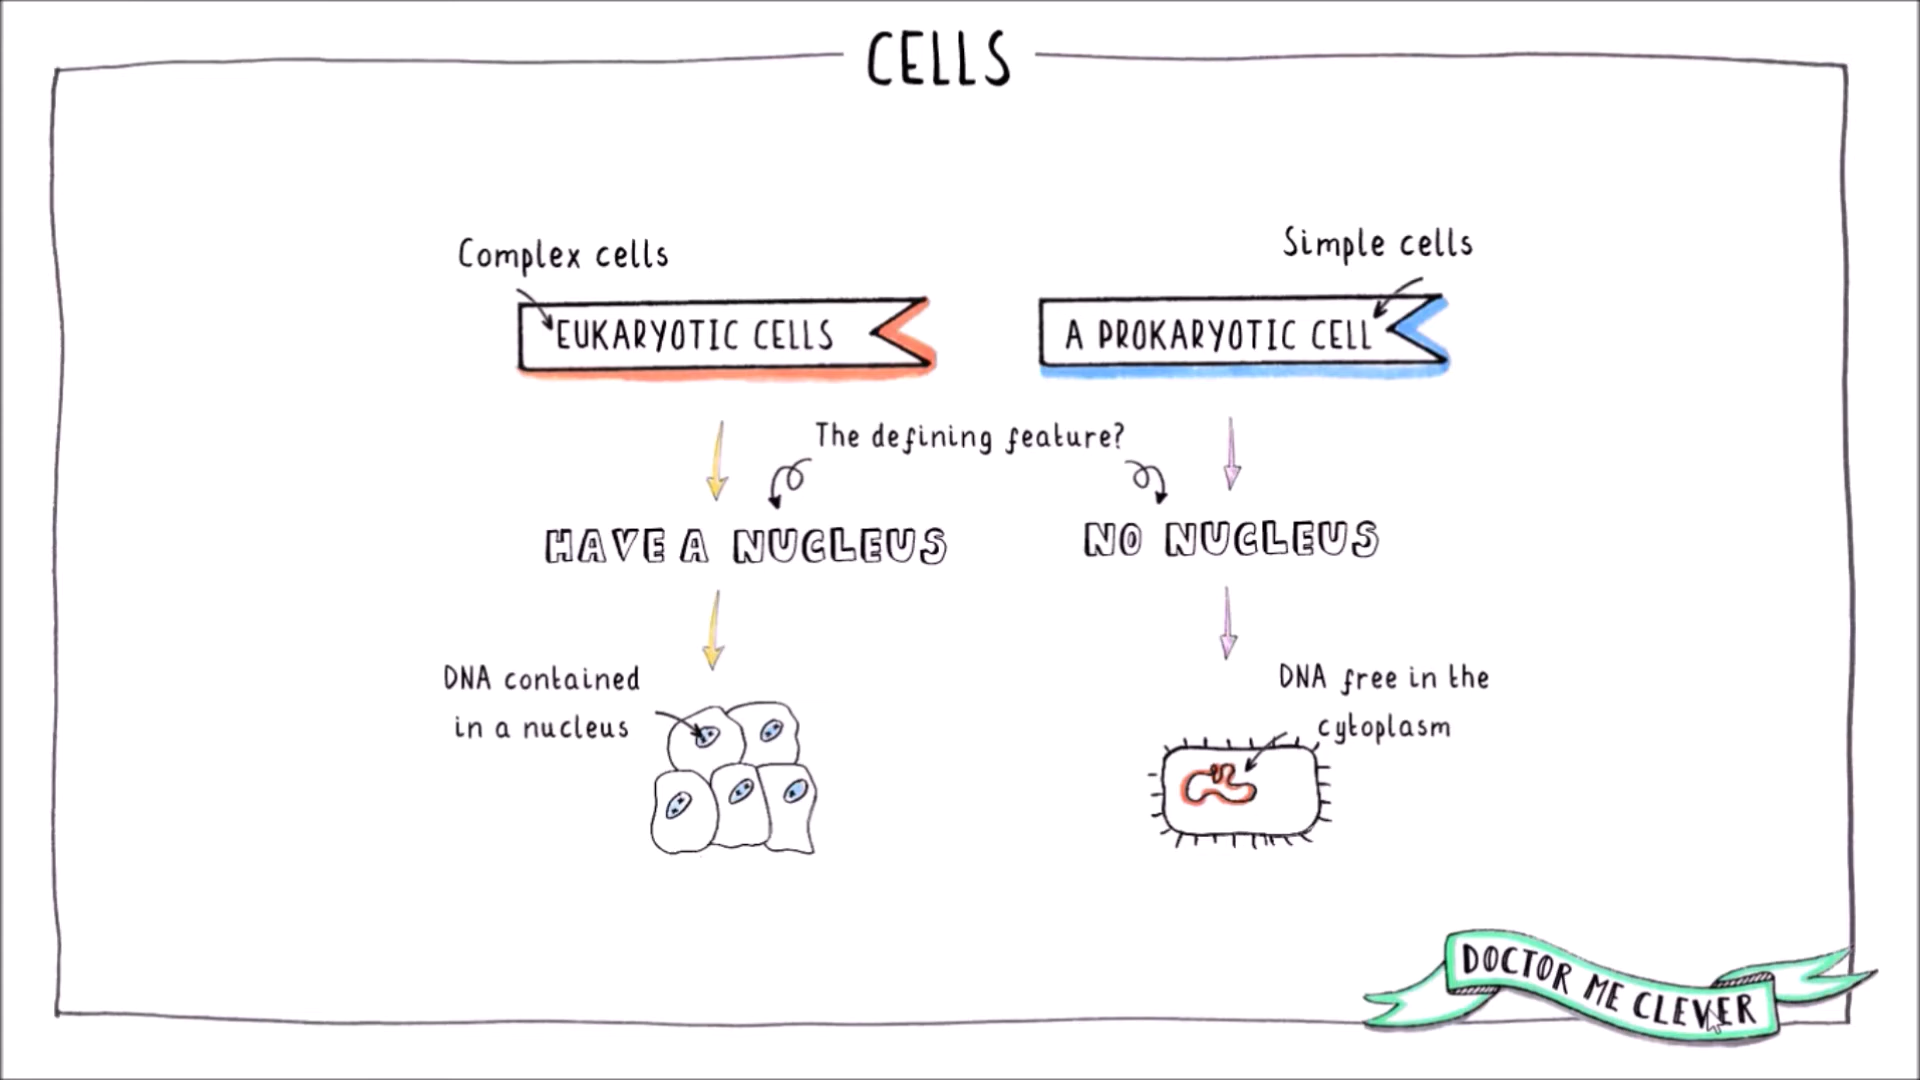 CELLS
Complex cells
Simple cells
EUKARYOTIC CELLS
A PROKARYOTIC CELL
The defining feature?
HAVE A NUCLEUS
NO NUCLEUS
DNA contained
in a nucleus
DNA free in the
cytoplasm
DOCTOR ME CLEVER